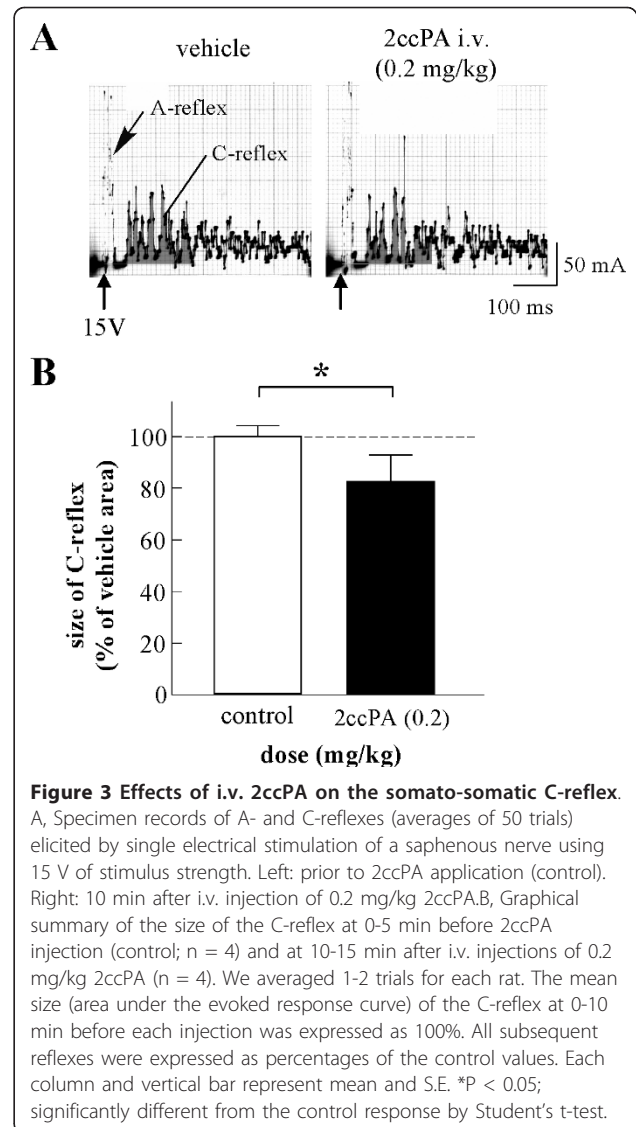 A
vehicle
2ccPA i.v.
(0.2 mg/kg)
A-reflex
C-reflex
50 mA
100 ms
15V
B
*
100
80
60
40
20
0
size of C-reflex
(% of vehicle area)
control
2ccPA (0.2)
dose (mg/kg)
Figure 3 Effects of i.v. 2ccPA on the somato-somatic C-reflex.
A, Specimen records of A- and C-reflexes (averages of 50 trials)
elicited by single electrical stimulation of a saphenous nerve using
15 V of stimulus strength. Left: prior to 2ccPA application (control).
Right: 10 min after i.v. injection of 0.2 mg/kg 2ccPA.B, Graphical
summary of the size of the C-reflex at 0-5 min before 2ccPA
injection (control; n = 4) and at 10-15 min after i.v. injections of 0.2
mg/kg 2ccPA (n = 4). We averaged 1-2 trials for each rat. The mean
size (area under the evoked response curve) of the C-reflex at 0-10
min before each injection was expressed as 100%. All subsequent
reflexes were expressed as percentages of the control values. Each
column and vertical bar represent mean and S.E. *P < 0.05;
significantly different from the control response by Student's t-test.